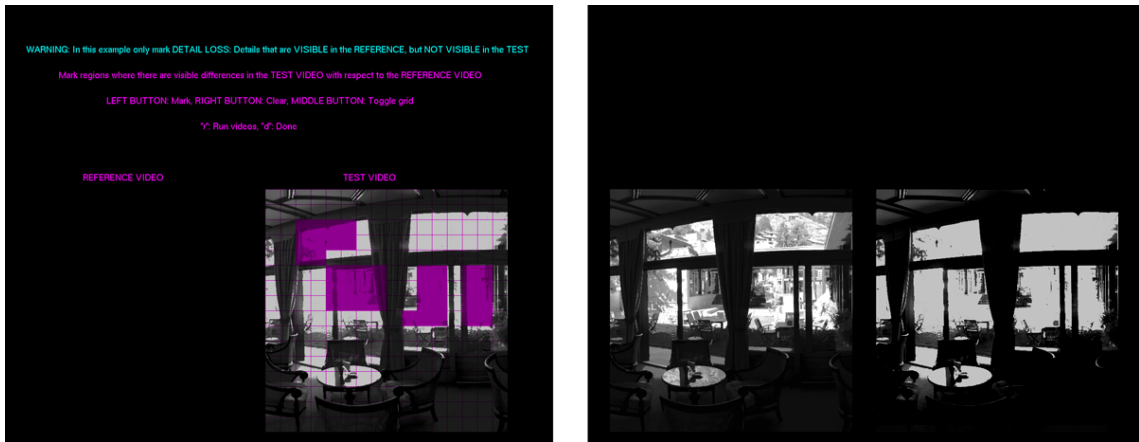 WARNING: In this example only mark DETAIL LOSS: Details that are VISIBLE in the REFERENCE, but NOT VISIBLE in the TEST
Mark regions where there are visible differences in the TEST VIDEO with respect to the REFERENCE VIDEO
LEFT BUTTON: Mark, RIGHT BUTTON: Clear, MIDDLE BUTTON: Toggle grid
"r": Run videos, "d": Done
REFERENCE VIDEO TEST VIDEO